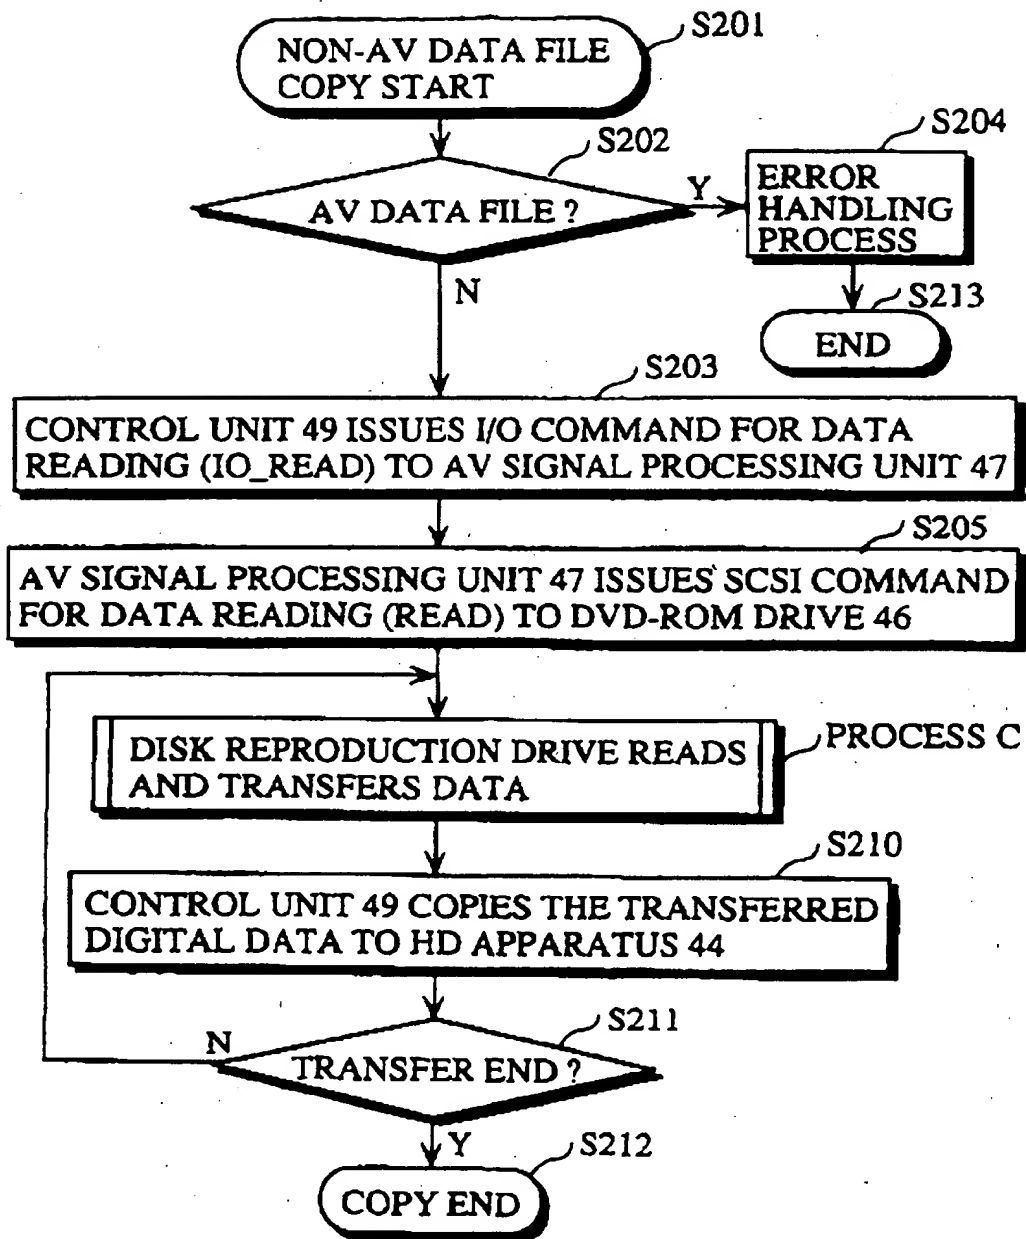 S201
NON-AV DATA FILE
COPY START
S202
AV DATA FILE ?
Y
S204
ERROR
HANDLING
PROCESS
N
S213
END
S203
CONTROL UNIT 49 ISSUES I/O COMMAND FOR DATA
READING (IO_READ) TO AV SIGNAL PROCESSING UNIT 47
S205
AV SIGNAL PROCESSING UNIT 47 ISSUES SCSI COMMAND
FOR DATA READING (READ) TO DVD-ROM DRIVE 46
DISK REPRODUCTION DRIVE READS
AND TRANSFERS DATA
PROCESS C
S210
CONTROL UNIT 49 COPIES THE TRANSFERRED
DIGITAL DATA TO HD APPARATUS 44
S211
N
TRANSFER END ?
Y
S212
COPY END